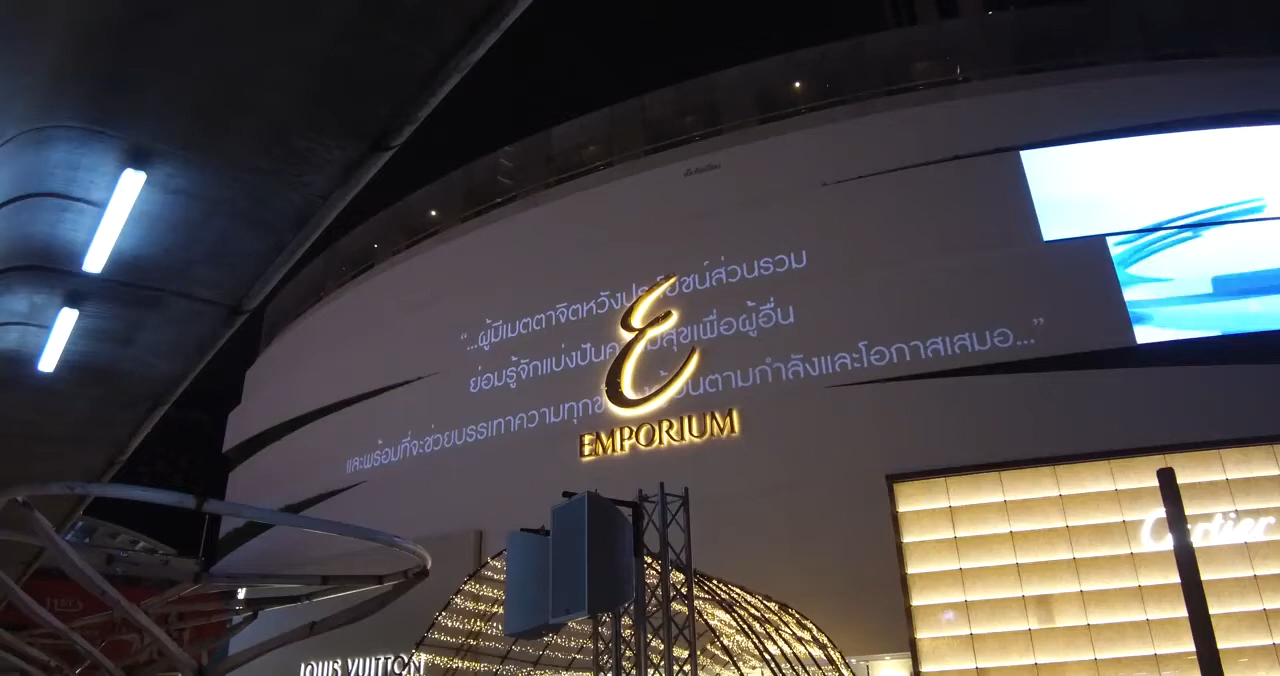 “...ผู้มีเมตตาจิตหวังประโยชน์ส่วนรวม
ย่อมรู้จักแบ่งปันความสุขเพื่อผู้อื่น
และพร้อมที่จะช่วยบรรเทาความทุกข์ ตามกำลังและโอกาสเสมอ...”
E
EMPORIUM
Cartier
LOUIS VUITTON